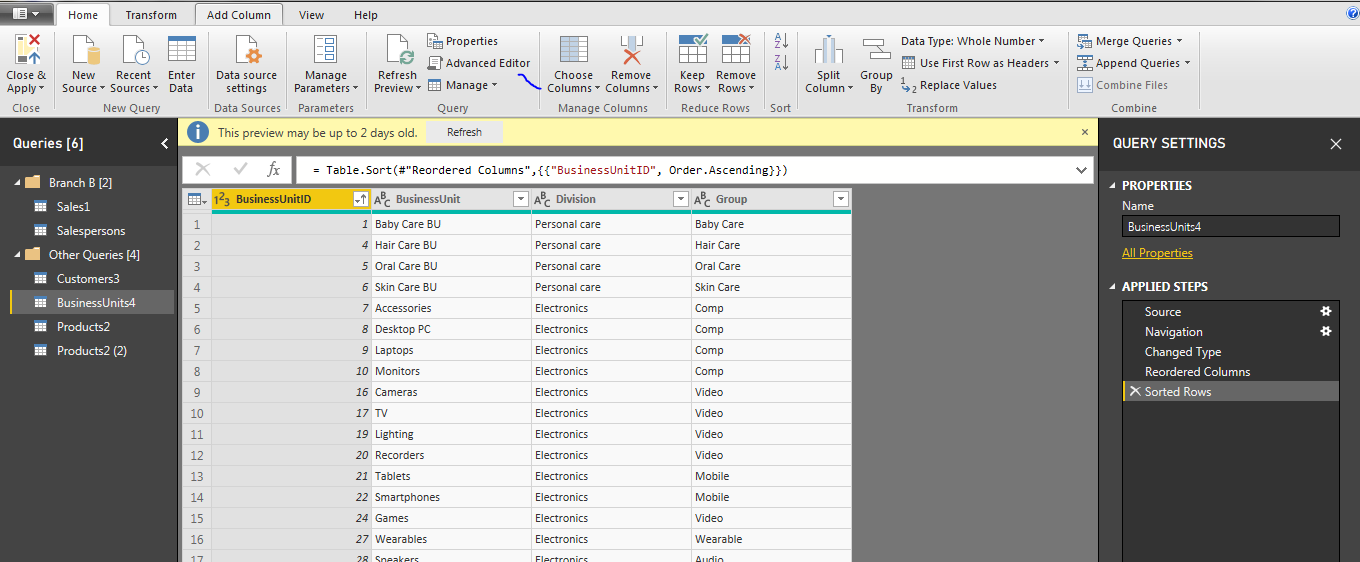 Home Transform Add Column View Help
Close & Apply
New Source
Recent Sources
Enter Data
Data source settings
Manage Parameters
Refresh Preview
Properties
Advanced Editor
Manage
Choose Columns
Remove Columns
Keep Rows
Remove Rows
Split Column
Group By
Data Type: Whole Number
Use First Row as Headers
Replace Values
Merge Queries
Append Queries
Combine Files
Close New Query Data Sources Parameters Query Manage Columns Reduce Rows Sort Transform Combine
Queries [6]
Branch B [2]
Sales1
Salespersons
Other Queries [4]
Customers3
BusinessUnits4
Products2
Products2 (2)
This preview may be up to 2 days old. Refresh
fx = Table.Sort(#"Reordered Columns",{{"BusinessUnitID", Order.Ascending}})
BusinessUnitID BusinessUnit Division Group
1 1 Baby Care BU Personal care Baby Care
2 4 Hair Care BU Personal care Hair Care
3 5 Oral Care BU Personal care Oral Care
4 6 Skin Care BU Personal care Skin Care
5 7 Accessories Electronics Comp
6 8 Desktop PC Electronics Comp
7 9 Laptops Electronics Comp
8 10 Monitors Electronics Comp
9 16 Cameras Electronics Video
10 17 TV Electronics Video
11 19 Lighting Electronics Video
12 20 Recorders Electronics Video
13 21 Tablets Electronics Mobile
14 22 Smartphones Electronics Mobile
15 24 Games Electronics Video
16 27 Wearables Electronics Wearable
17 28 Speakers Electronics Audio
QUERY SETTINGS
PROPERTIES
Name
BusinessUnits4
All Properties
APPLIED STEPS
Source
Navigation
Changed Type
Reordered Columns
Sorted Rows